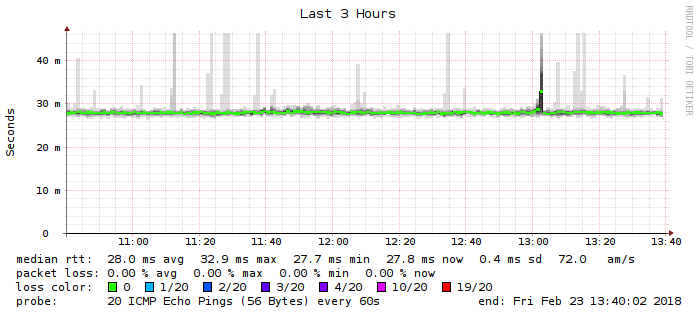 Last 3 Hours
RRDTOOL / TOBI OETIKER
Seconds
40 m
30 m
20 m
10 m
0
11:00 11:20 11:40 12:00 12:20 12:40 13:00 13:20 13:40
median rtt: 28.0 ms avg 32.9 ms max 27.7 ms min 27.8 ms now 0.4 ms sd 72.0 am/s
packet loss: 0.00 % avg 0.00 % max 0.00 % min 0.00 % now
loss color: 0 1/20 2/20 3/20 4/20 10/20 19/20
probe: 20 ICMP Echo Pings (56 Bytes) every 60s end: Fri Feb 23 13:40:02 2018